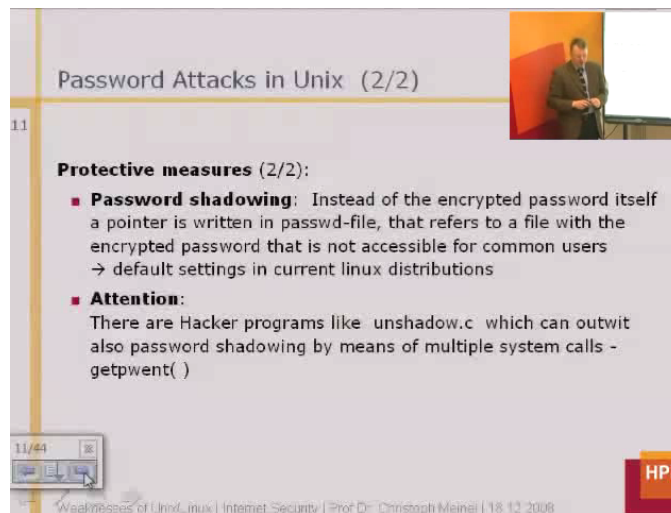 Password Attacks in Unix (2/2)
11
Protective measures (2/2):
Password shadowing: Instead of the encrypted password itself
a pointer is written in passwd-file, that refers to a file with the
encrypted password that is not accessible for common users
→ default settings in current linux distributions
Attention:
There are Hacker programs like unshadow.c which can outwit
also password shadowing by means of multiple system calls -
getpwent( )
11/44
HP
Weaknesses of Unix/Linux | Internet Security | Prof. Dr. Christoph Meinel | 18.12.2008